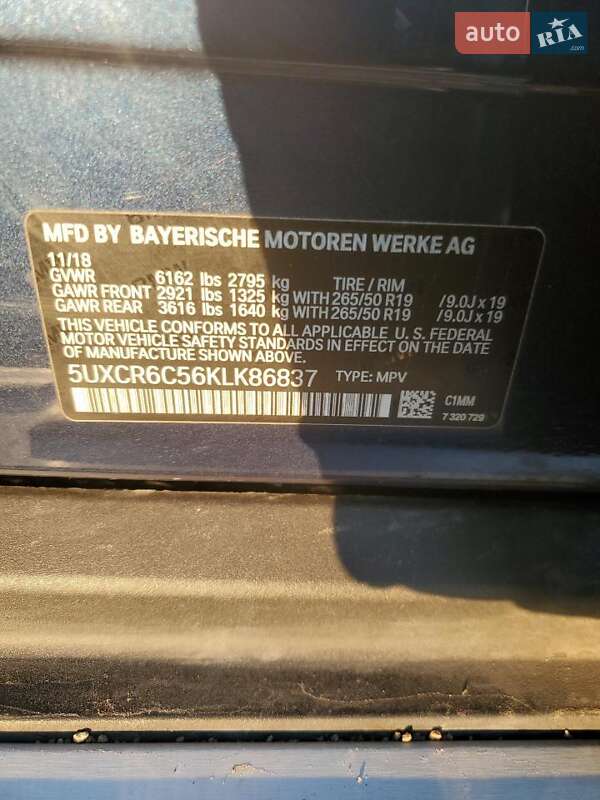 auto RIA .com
MFD BY BAYERISCHE MOTOREN WERKE AG
11/18
GVWR 6162 lbs 2795 kg TIRE / RIM
GAWR FRONT 2921 lbs 1325 kg WITH 265/50 R19 /9.0J x 19
GAWR REAR 3616 lbs 1640 kg WITH 265/50 R19 /9.0J x 19
THIS VEHICLE CONFORMS TO ALL APPLICABLE U. S. FEDERAL
MOTOR VEHICLE SAFETY STANDARDS IN EFFECT ON THE DATE
OF MANUFACTURE SHOWN ABOVE.
5UXCR6C56KLK86837 TYPE: MPV
C1MM
7 320 729